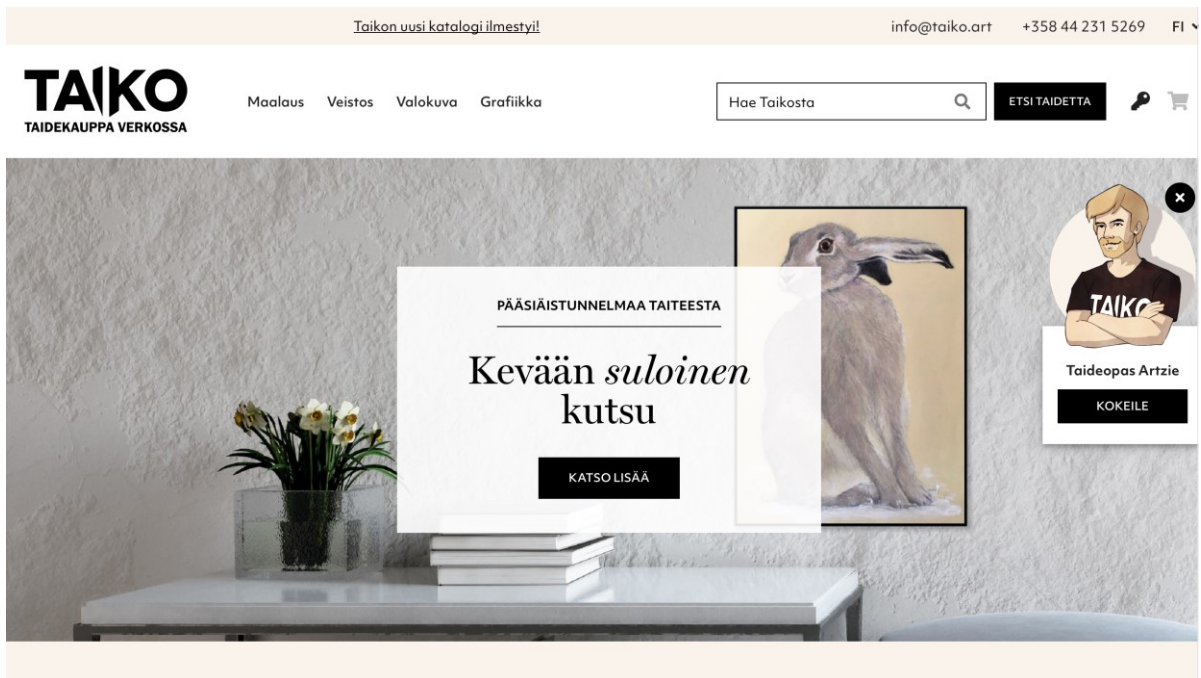 Taikon uusi katalogi ilmestyi!
info@taiko.art
+358 44 231 5269
FI
TAIKO
TAIDEKAUPPA VERKOSSA
Maalaus
Veistos
Valokuva
Grafiikka
Hae Taikosta
ETSI TAIDETTA
PÄÄSIÄISTUNNELMAA TAITEESTA
Kevään suloinen
kutsu
KATSO LISÄÄ
TAIKO
Taideopas Artzie
KOKEILE